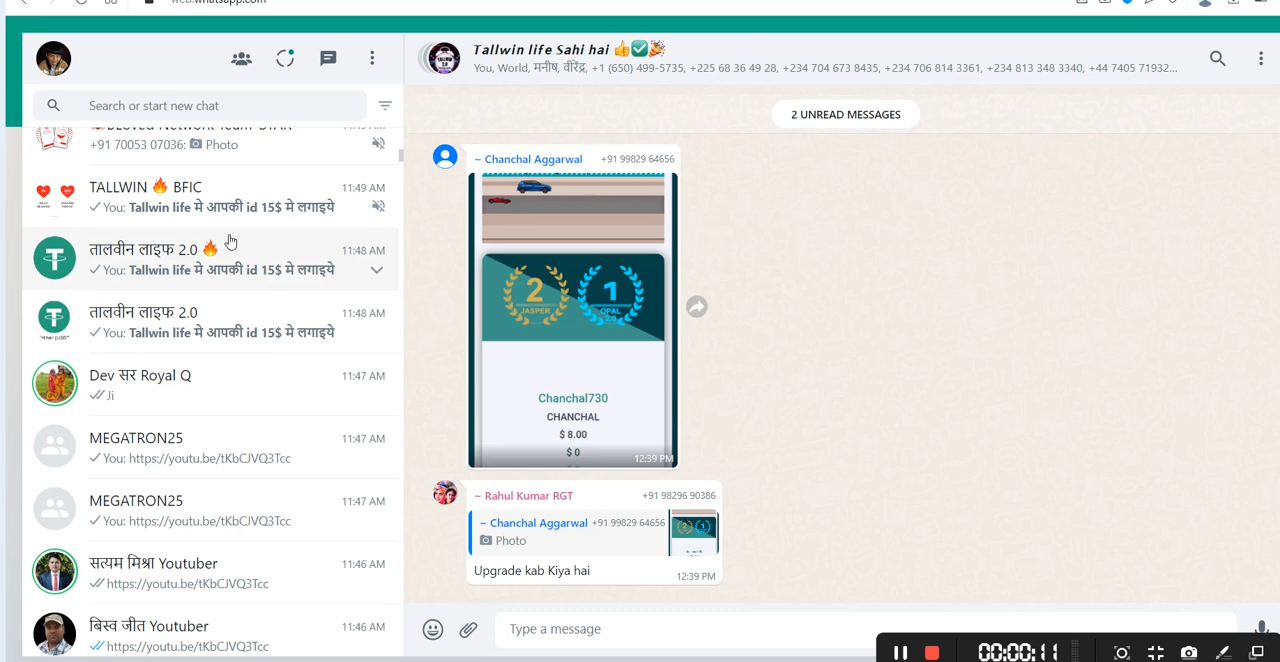 web.whatsapp.com
Search or start new chat
+91 70053 07036: Photo
TALLWIN 🔥 BFIC 11:49 AM
You: Tallwin life मे आपकी id 15$ मे लगाइये
तालवीन लाइफ 2.0 🔥 11:48 AM
You: Tallwin life मे आपकी id 15$ मे लगाइये
तालवीन लाइफ 2.0 11:48 AM
You: Tallwin life मे आपकी id 15$ मे लगाइये
Dev सर Royal Q 11:47 AM
Ji
MEGATRON25 11:47 AM
You: https://youtu.be/tKbCJVQ3Tcc
MEGATRON25 11:47 AM
You: https://youtu.be/tKbCJVQ3Tcc
सत्यम मिश्रा Youtuber 11:46 AM
https://youtu.be/tKbCJVQ3Tcc
बिस्व जीत Youtuber 11:46 AM
https://youtu.be/tKbCJVQ3Tcc
Tallwin life Sahi hai 👍✅🎉
You, World, मनीष, वीरेंद्र, +1 (650) 499-5735, +225 68 36 49 28, +234 704 673 8435, +234 706 814 3361, +234 813 348 3340, +44 7405 71932...
2 UNREAD MESSAGES
~ Chanchal Aggarwal +91 99829 64656
2 1
JASPER OPAL
2.0
Chanchal730
CHANCHAL
$ 8.00
$ 0
12:39 PM
~ Rahul Kumar RGT +91 98296 90386
~ Chanchal Aggarwal +91 99829 64656
Photo
Upgrade kab Kiya hai 12:39 PM
Type a message
00:00:11